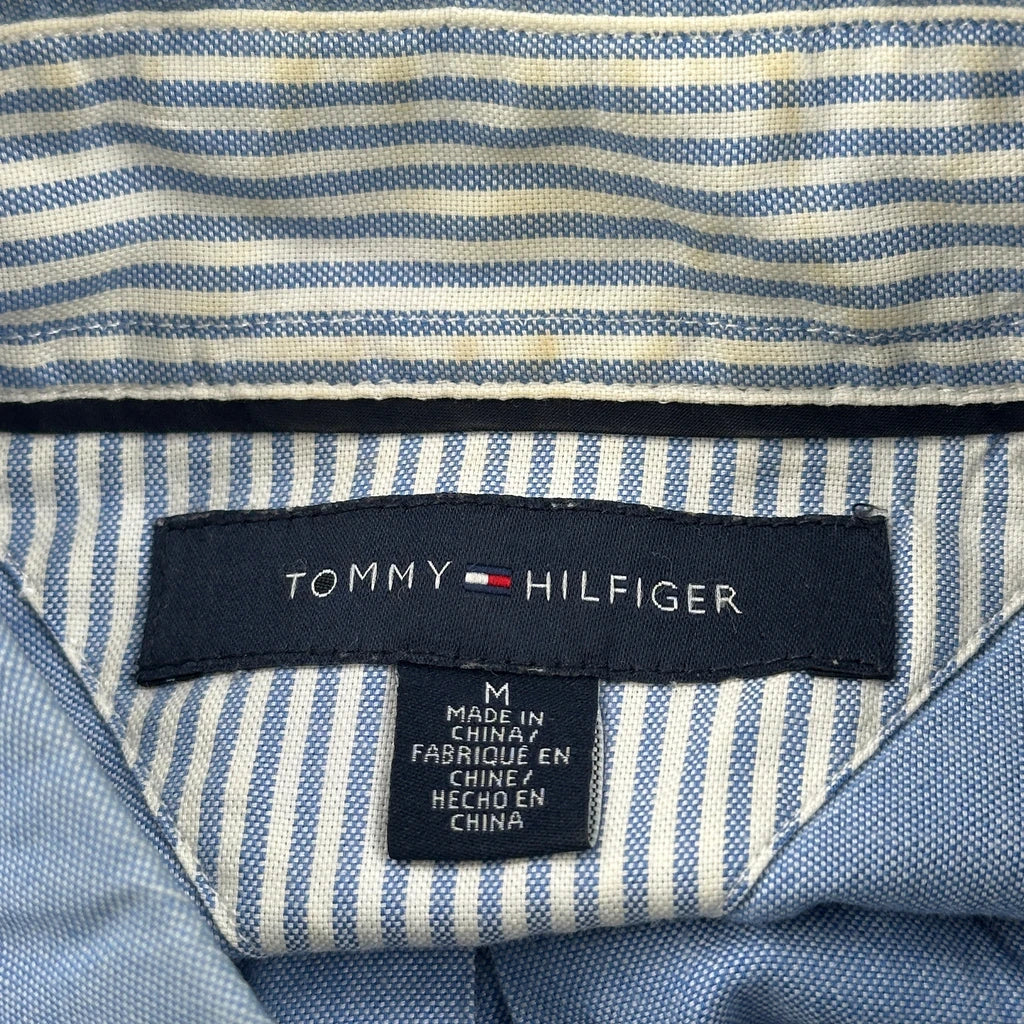 TOMMY HILFIGER
M
MADE IN
CHINA/
FABRIQUÉ EN
CHINE/
HECHO EN
CHINA